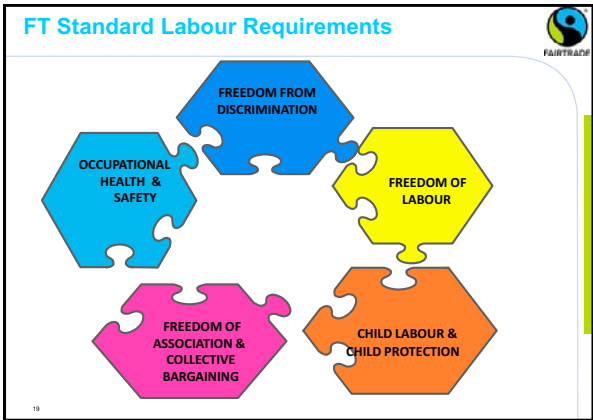 FT Standard Labour Requirements
FAIRTRADE
FREEDOM FROM
DISCRIMINATION
OCCUPATIONAL
HEALTH &
SAFETY
FREEDOM OF
LABOUR
FREEDOM OF
ASSOCIATION &
COLLECTIVE
BARGAINING
CHILD LABOUR &
CHILD PROTECTION
19